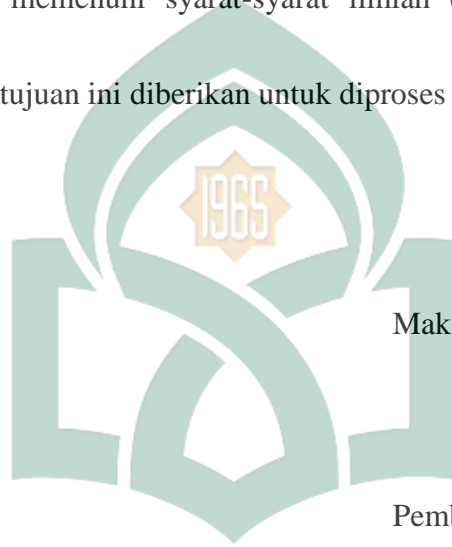 memenuhi syarat-syarat ilmiah
tujuan ini diberikan untuk diproses
1965
Mak
Pemb